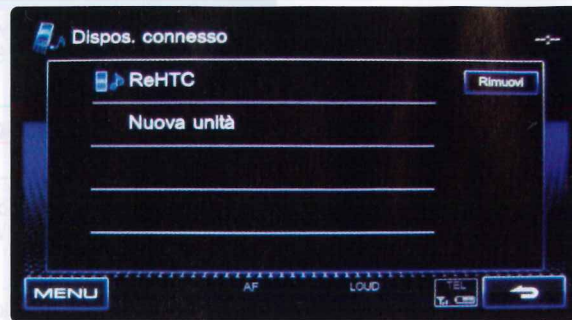 Dispos. connesso
--:--
ReHTC
Rimuovi
Nuova unità
MENU
AF
LOUD
TEL